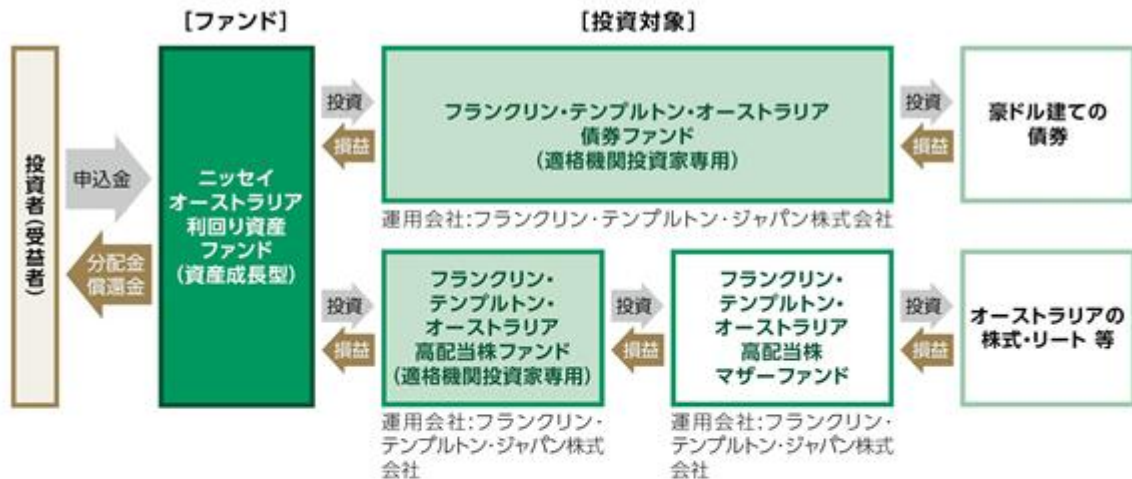 [ファンド]
[投資対象]
投資者(受益者)
申込金
分配金
償還金
ニッセイ
オーストラリア
利回り資産
ファンド
(資産成長型)
投資
損益
フランクリン・テンプルトン・オーストラリア
債券ファンド
(適格機関投資家専用)
運用会社:フランクリン・テンプルトン・ジャパン株式会社
投資
損益
豪ドル建ての
債券
投資
損益
フランクリン・
テンプルトン・
オーストラリア
高配当株ファンド
(適格機関投資家専用)
運用会社:フランクリン・
テンプルトン・ジャパン株式
会社
投資
損益
フランクリン・
テンプルトン・
オーストラリア
高配当株
マザーファンド
運用会社:フランクリン・
テンプルトン・ジャパン株式
会社
投資
損益
オーストラリアの
株式・リート 等